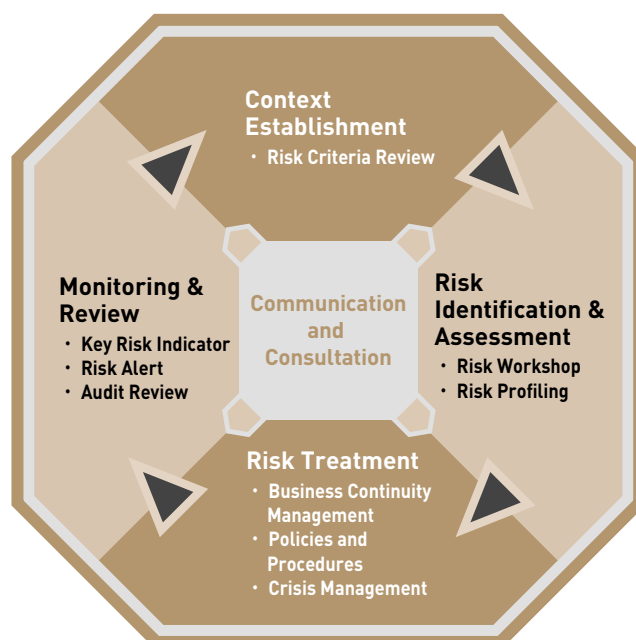 Context
Establishment
· Risk Criteria Review
Monitoring &
Review
· Key Risk Indicator
· Risk Alert
· Audit Review
Communication
and
Consultation
Risk
Identification &
Assessment
· Risk Workshop
· Risk Profiling
Risk Treatment
· Business Continuity
Management
· Policies and
Procedures
· Crisis Management